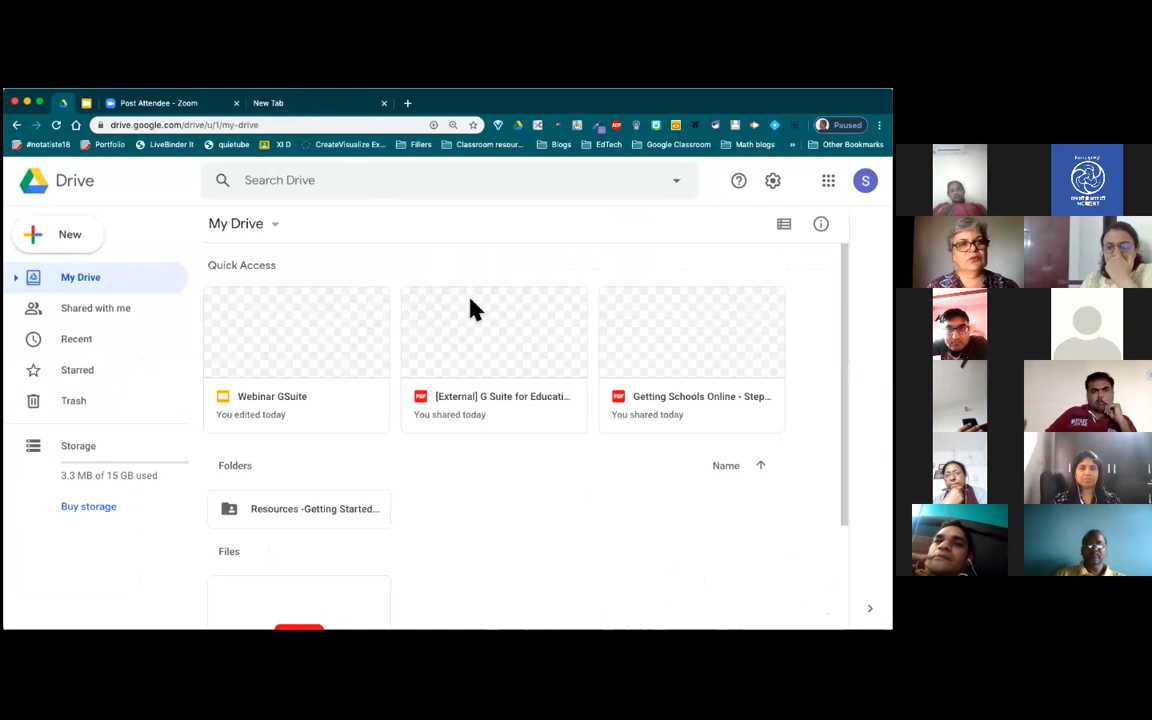 Post Attendee - Zoom
New Tab
drive.google.com/drive/u/1/my-drive
Paused
#notatiste18
Portfolio
LiveBinder It
quietube
XI D
CreateVisualize Ex...
Fillers
Classroom resour...
Blogs
EdTech
Google Classroom
Math blogs
»
Other Bookmarks
Drive
Search Drive
S
New
My Drive
Quick Access
My Drive
Shared with me
Recent
Starred
Trash
Storage
3.3 MB of 15 GB used
Buy storage
Webinar GSuite
You edited today
PDF
[External] G Suite for Educati...
You shared today
PDF
Getting Schools Online - Step...
You shared today
Folders
Name
Resources -Getting Started...
Files
NCERT